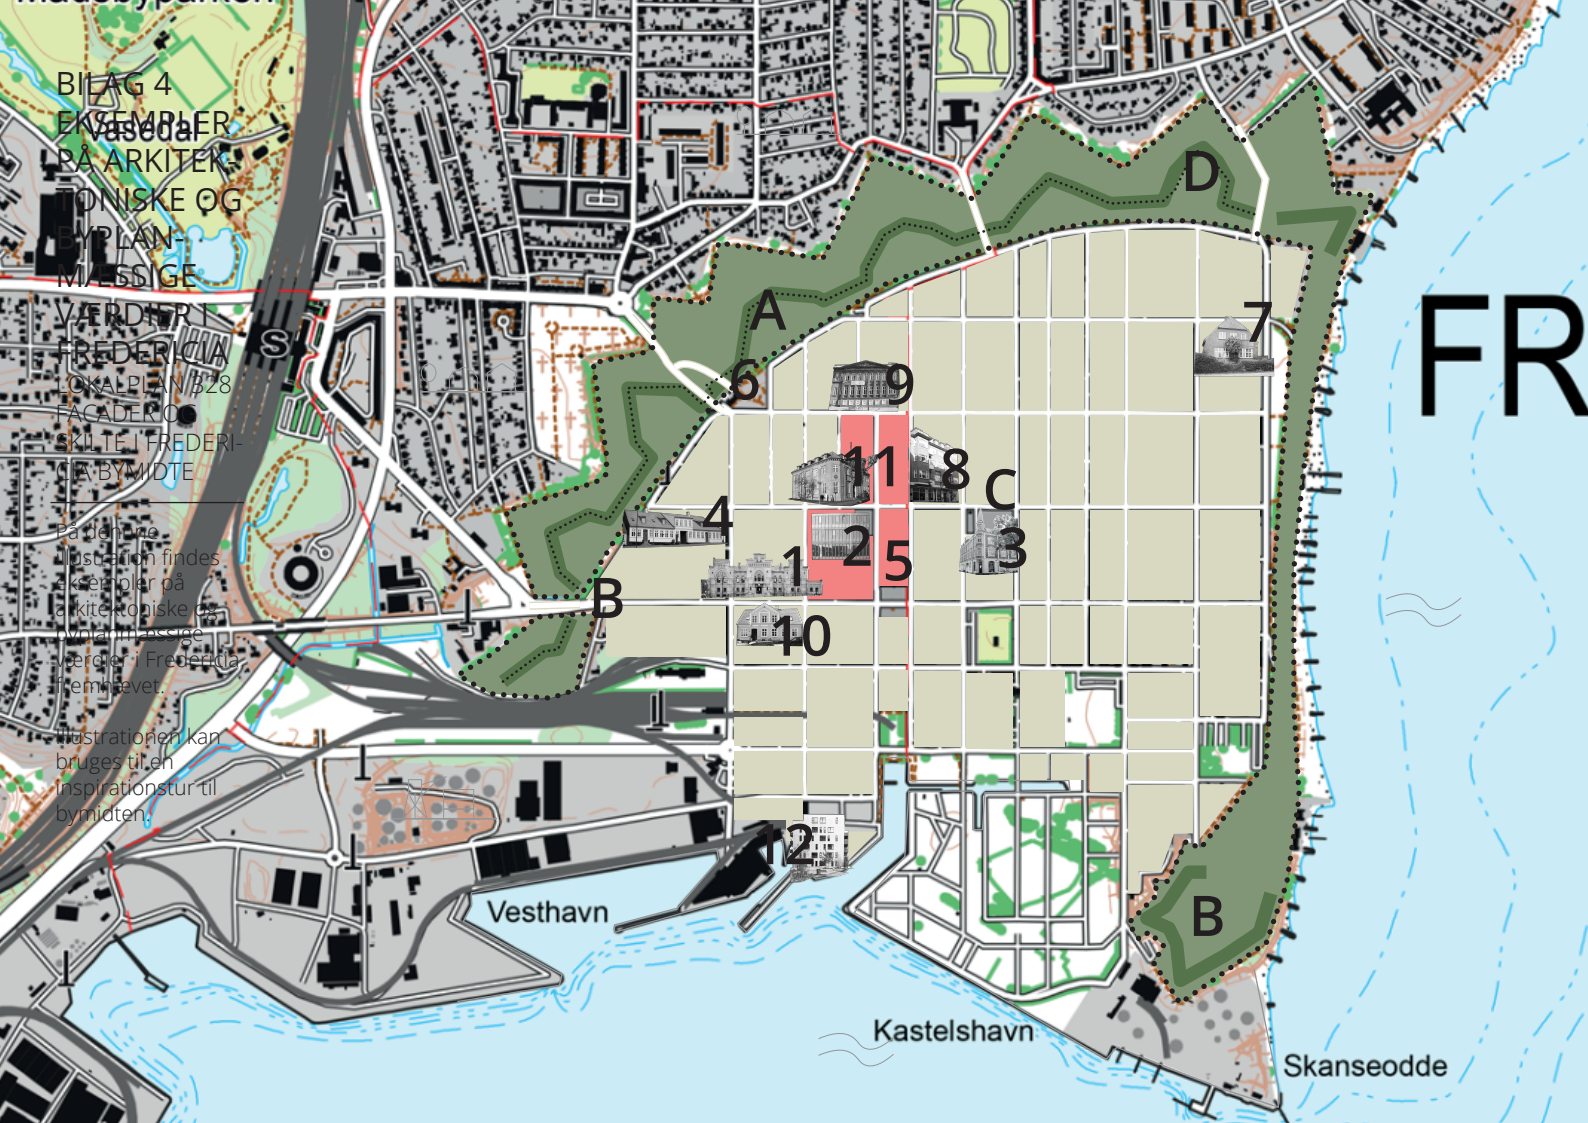 Madsbyparken
BILAG 4
EKSEMPLER
PÅ ARKITEK-
TONISKE OG
BYPLAN-
MÆSSIGE
VÆRDIER I
FREDERICIA
LOKALPLAN 328
FACADER OG
SKILTE I FREDERI-
CIA BYMIDTE
På denne
illustration findes
eksempler på
arkitektoniske og
byplanmæssige
værdier i Fredericia
fremhævet.
Illustrationen kan
bruges til en
inspirationstur til
bymidten.
S
D
A
7
6
9
FR
11
8
C
4
2
5
3
1
B
10
12
B
Vesthavn
Kastelshavn
Skanseodde